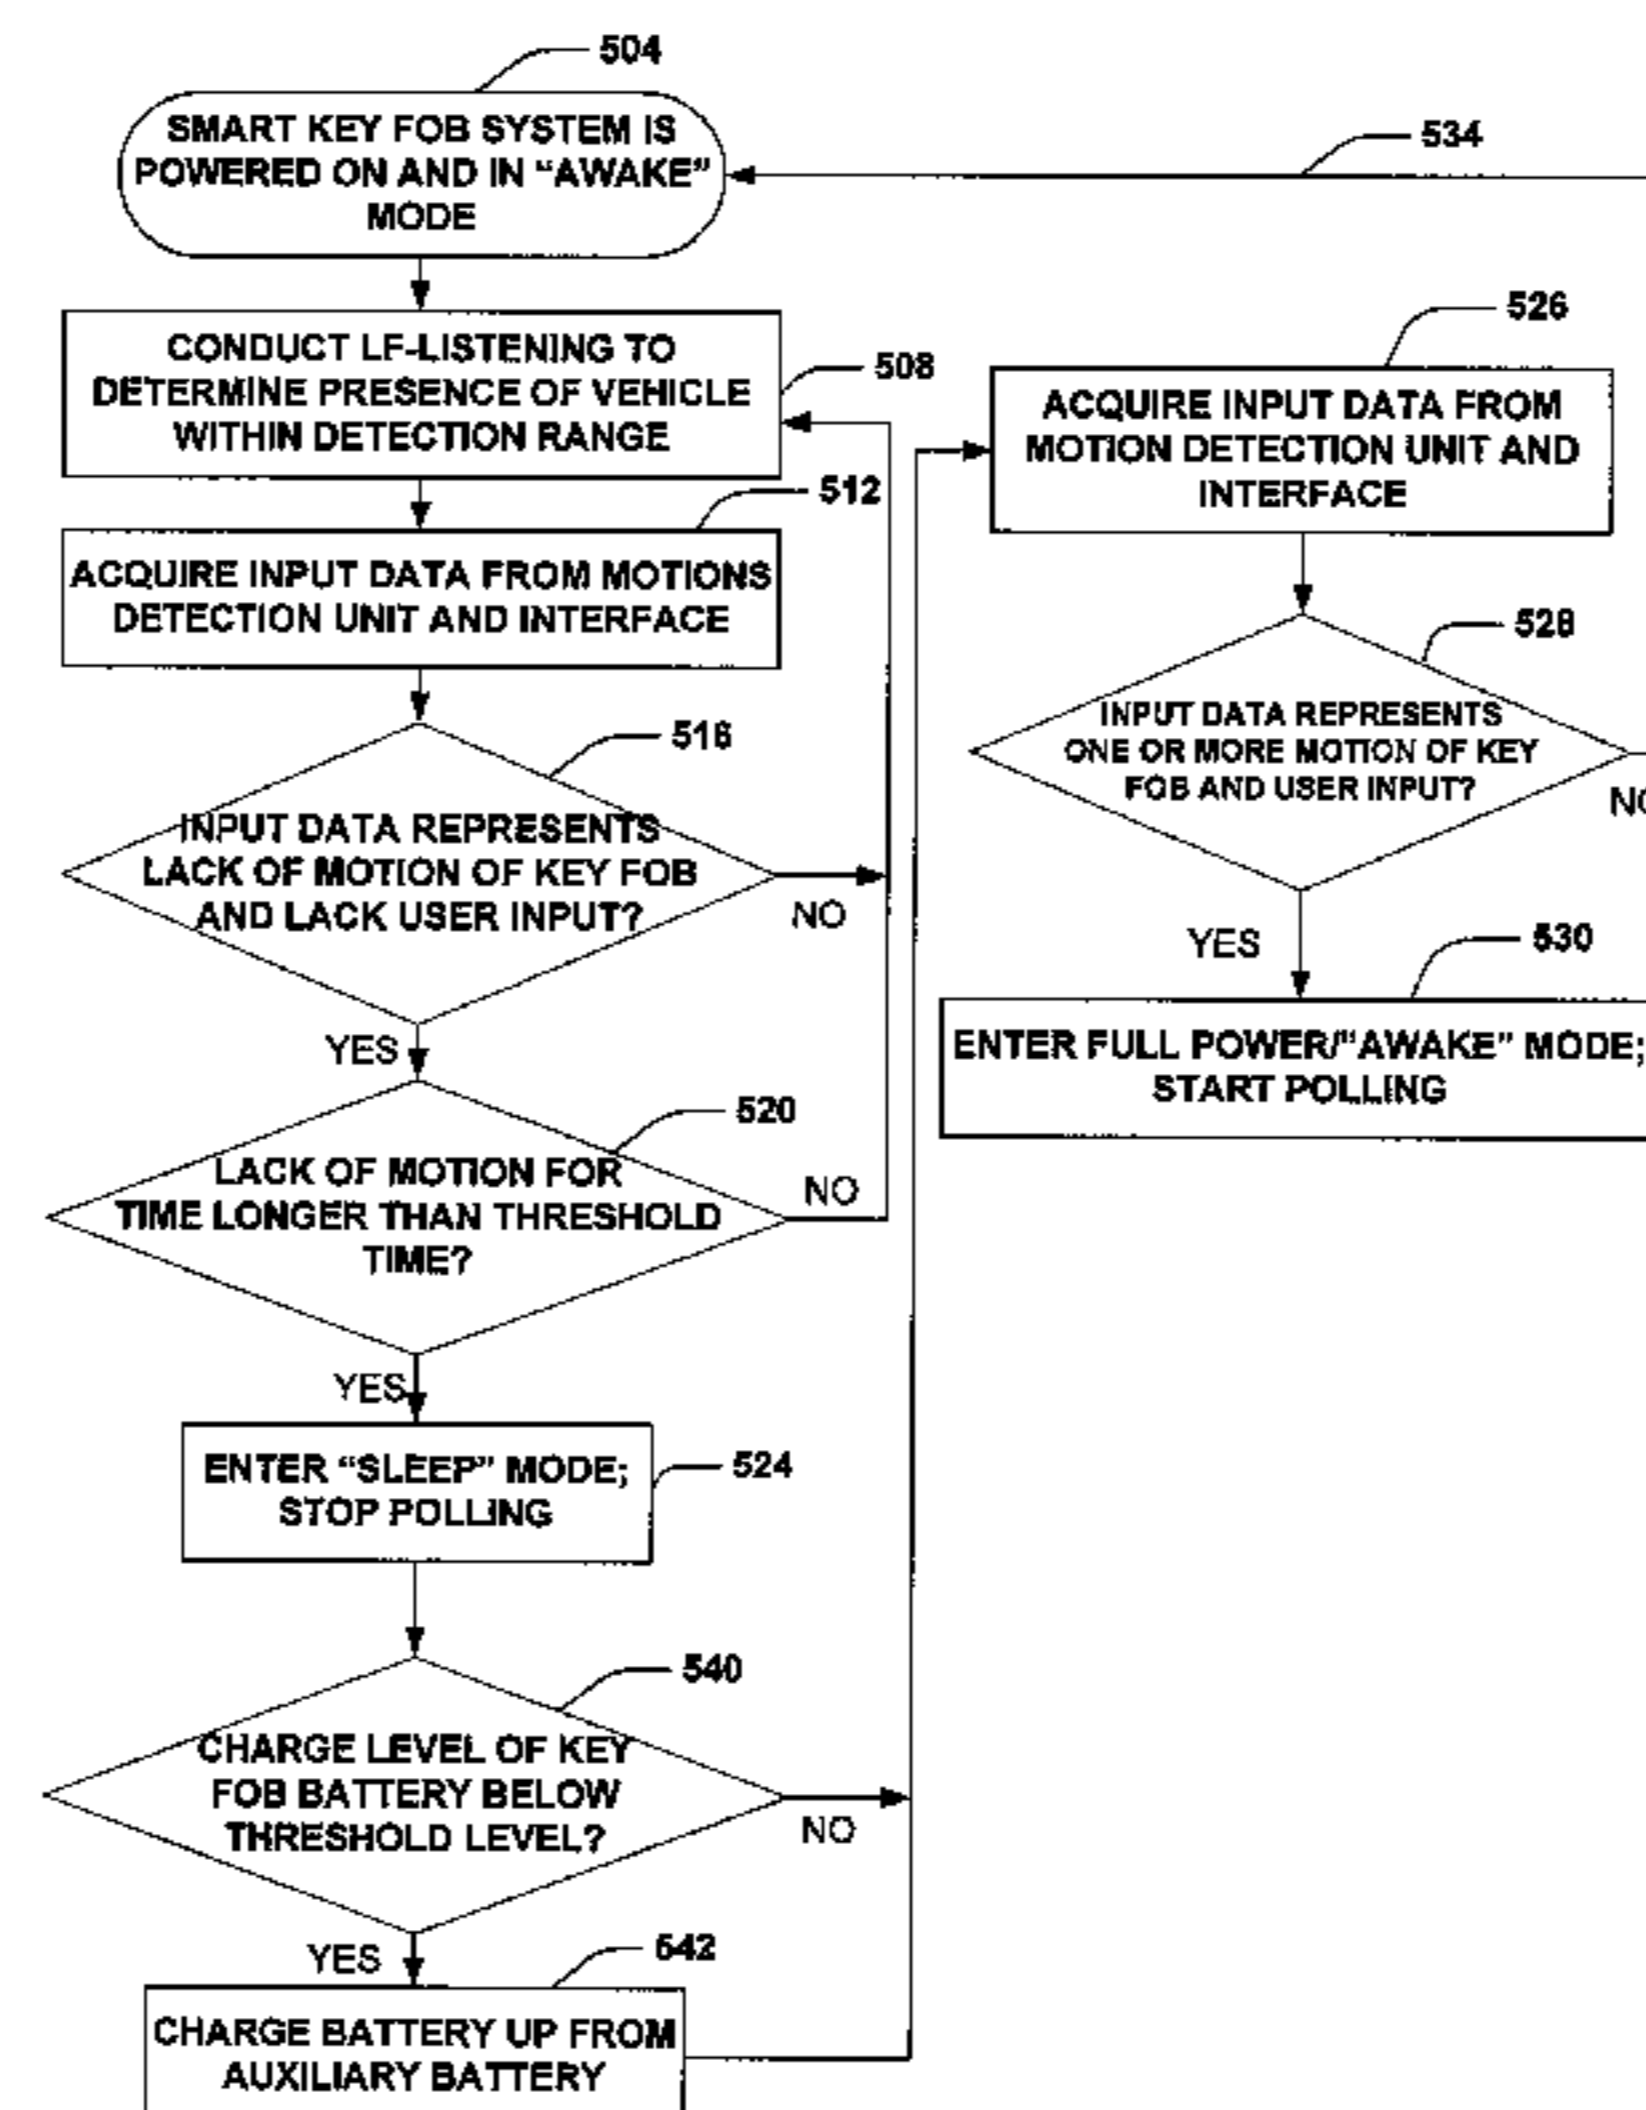 504
SMART KEY FOB SYSTEM IS
POWERED ON AND IN “AWAKE”
MODE
534
CONDUCT LF-LISTENING TO
DETERMINE PRESENCE OF VEHICLE
WITHIN DETECTION RANGE
508
512
ACQUIRE INPUT DATA FROM MOTIONS
DETECTION UNIT AND INTERFACE
516
INPUT DATA REPRESENTS
LACK OF MOTION OF KEY FOB
AND LACK USER INPUT?
NO
YES
520
LACK OF MOTION FOR
TIME LONGER THAN THRESHOLD
TIME?
NO
YES
ENTER “SLEEP” MODE;
STOP POLLING
524
540
CHARGE LEVEL OF KEY
FOB BATTERY BELOW
THRESHOLD LEVEL?
NO
YES
542
CHARGE BATTERY UP FROM
AUXILIARY BATTERY
526
ACQUIRE INPUT DATA FROM
MOTION DETECTION UNIT AND
INTERFACE
528
INPUT DATA REPRESENTS
ONE OR MORE MOTION OF KEY
FOB AND USER INPUT?
YES
530
ENTER FULL POWER/“AWAKE” MODE;
START POLLING